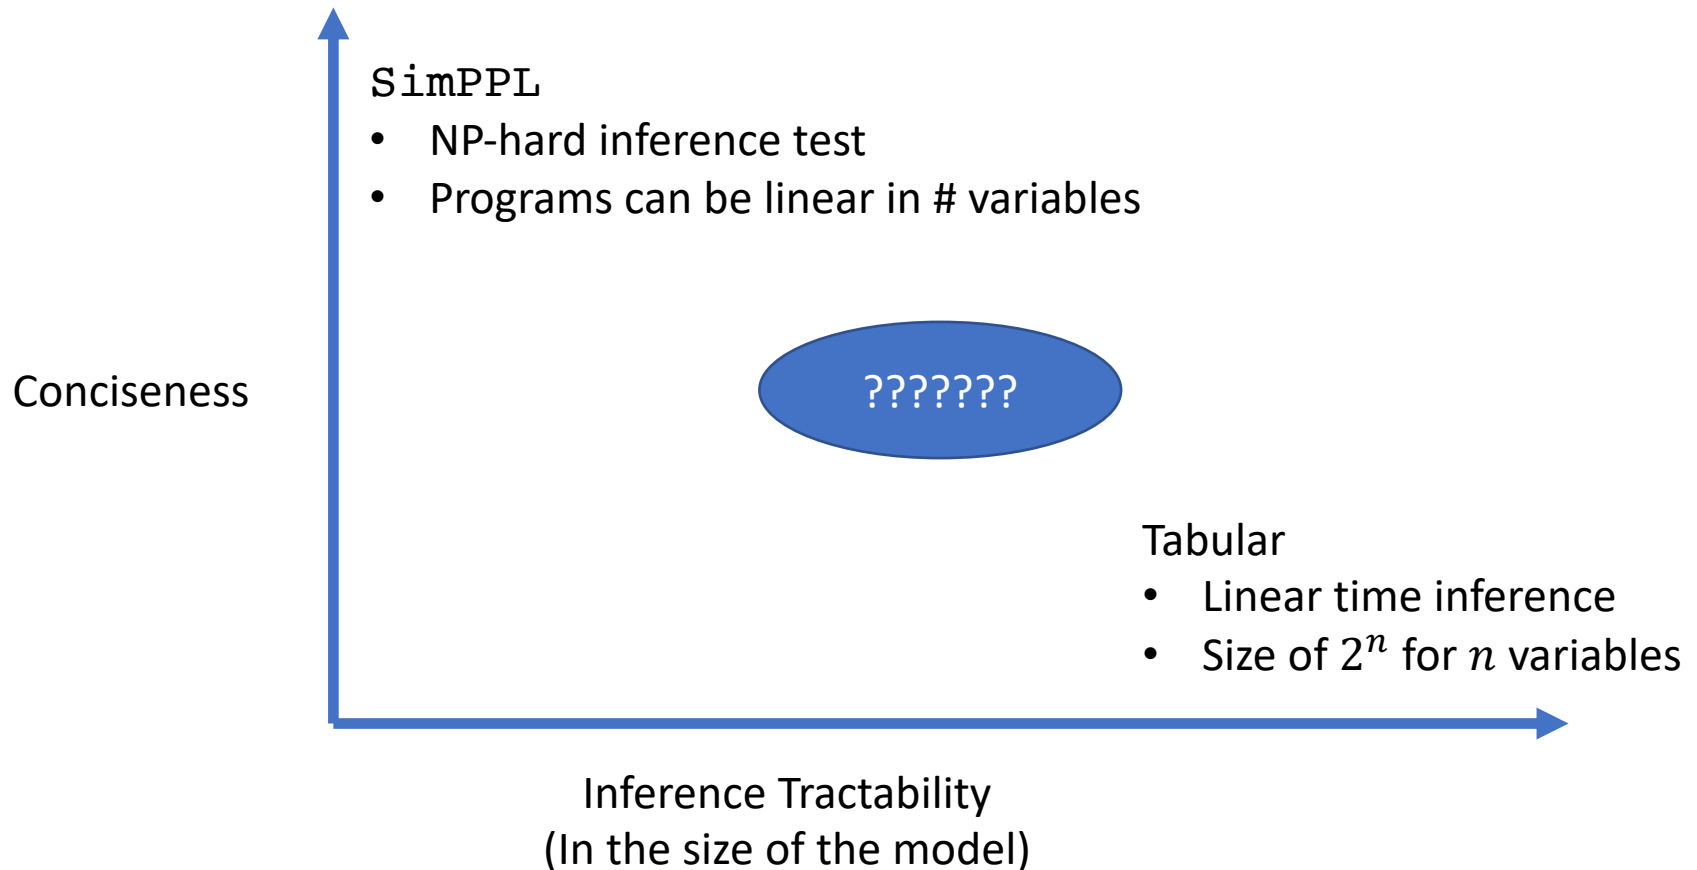 SimPPL
• NP-hard inference test
• Programs can be linear in # variables
Conciseness
???????
Tabular
• Linear time inference
• Size of 2ⁿ for n variables
Inference Tractability
(In the size of the model)